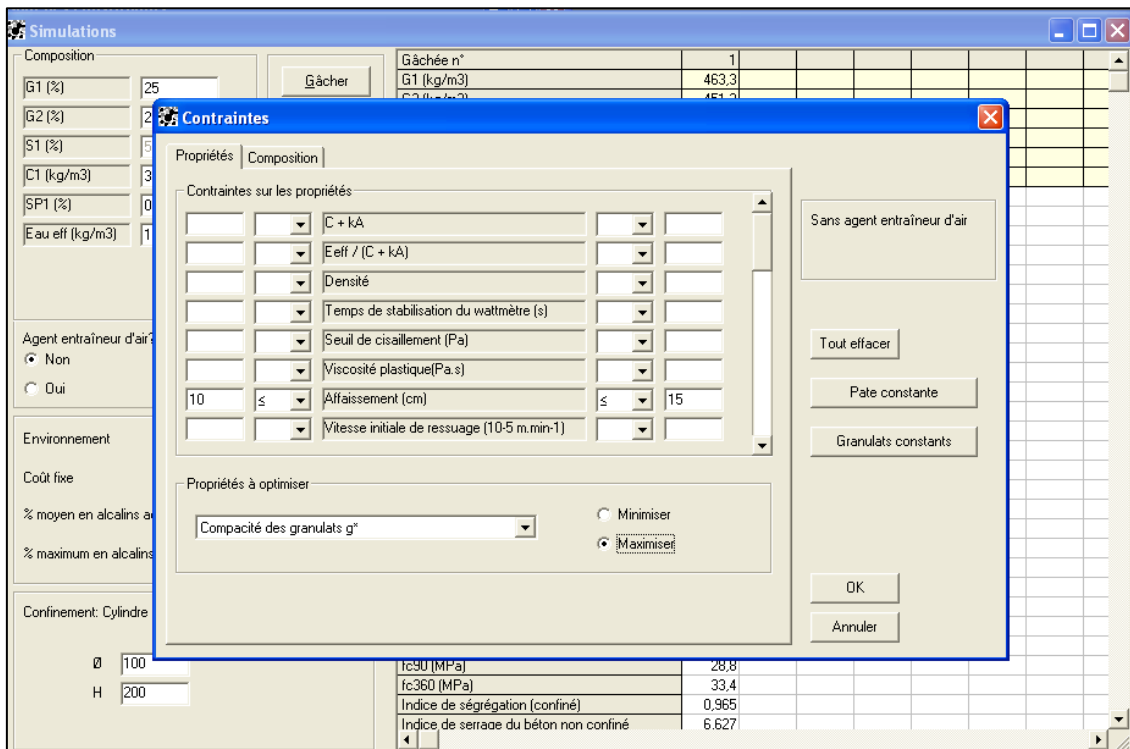 Simulations
Composition
G1 (%) 25
G2 (%) 2
S1 (%) 5
C1 (kg/m3) 3
SP1 (%) 0
Eau eff (kg/m3) 1
Gâcher
Gâchée n° 1
G1 (kg/m3) 463,3
Contraintes
Propriétés
Composition
Contraintes sur les propriétés
C + kA
Eeff / (C + kA)
Densité
Temps de stabilisation du wattmètre (s)
Seuil de cisaillement (Pa)
Viscosité plastique(Pa.s)
10 ≤ Affaissement (cm) ≤ 15
Vitesse initiale de ressuage (10-5 m.min-1)
Propriétés à optimiser
Compacité des granulats g*
Minimiser
Maximiser
Sans agent entraîneur d'air
Tout effacer
Pate constante
Granulats constants
OK
Annuler
Agent entraîneur d'air?
Non
Oui
Environnement
Coût fixe
% moyen en alcalins
% maximum en alcalins
Confinement: Cylindre
Ø 100
H 200
fc90 (MPa) 28,8
fc360 (MPa) 33,4
Indice de ségrégation (confiné) 0,965
Indice de serrage du béton non confiné 6,627